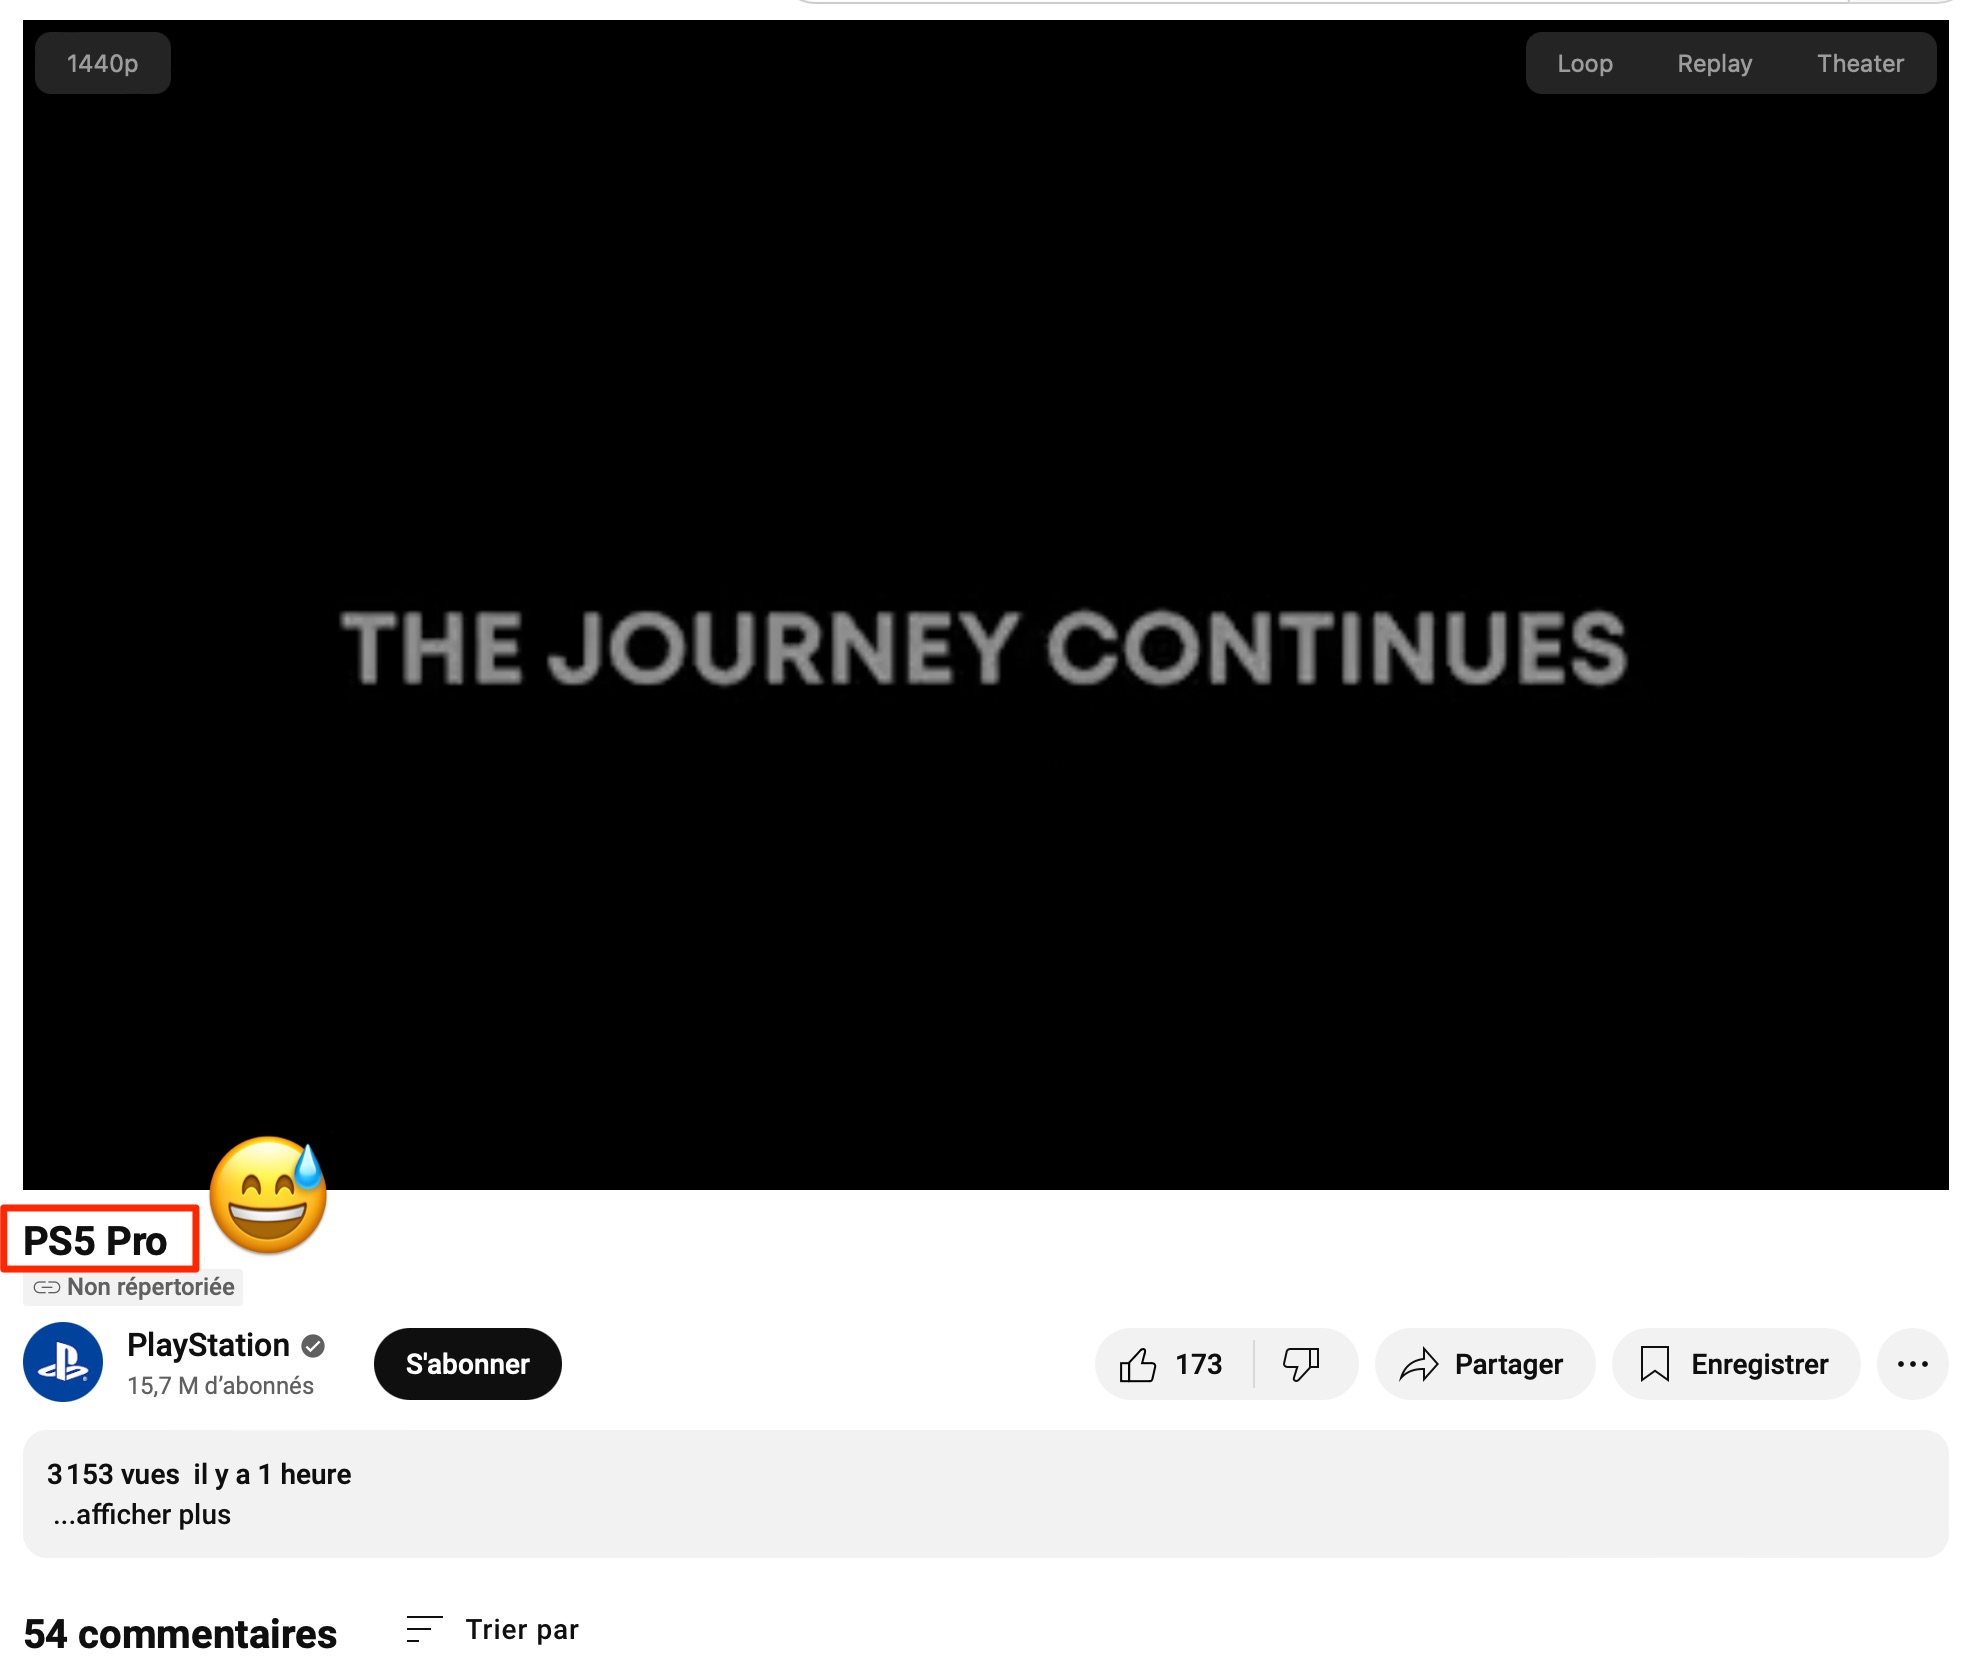 1440p
Loop Replay Theater
THE JOURNEY CONTINUES
PS5 Pro
Non répertoriée
PlayStation
15,7 M d’abonnés
S'abonner
173
Partager
Enregistrer
3 153 vues il y a 1 heure
...afficher plus
54 commentaires
Trier par